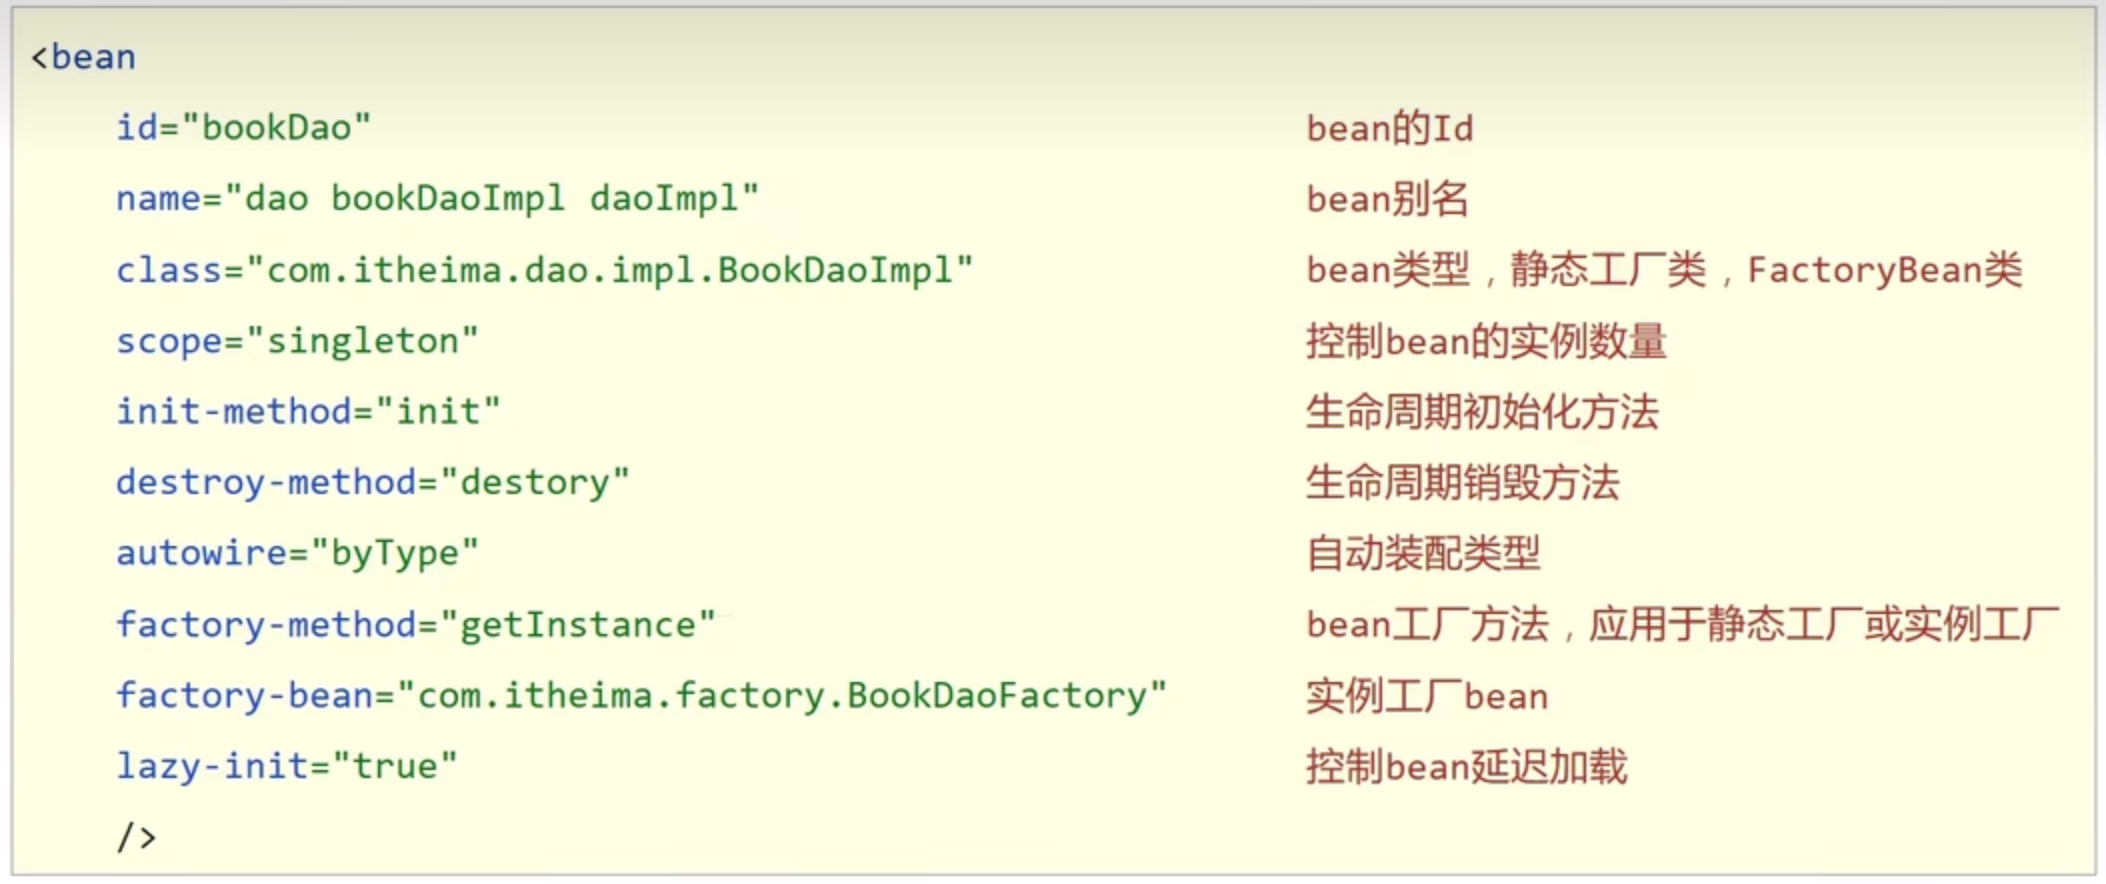 <bean
id="bookDao" bean的Id
name="dao bookDaoImpl daoImpl" bean别名
class="com.itheima.dao.impl.BookDaoImpl" bean类型，静态工厂类，FactoryBean类
scope="singleton" 控制bean的实例数量
init-method="init" 生命周期初始化方法
destroy-method="destory" 生命周期销毁方法
autowire="byType" 自动装配类型
factory-method="getInstance" bean工厂方法，应用于静态工厂或实例工厂
factory-bean="com.itheima.factory.BookDaoFactory" 实例工厂bean
lazy-init="true" 控制bean延迟加载
/>